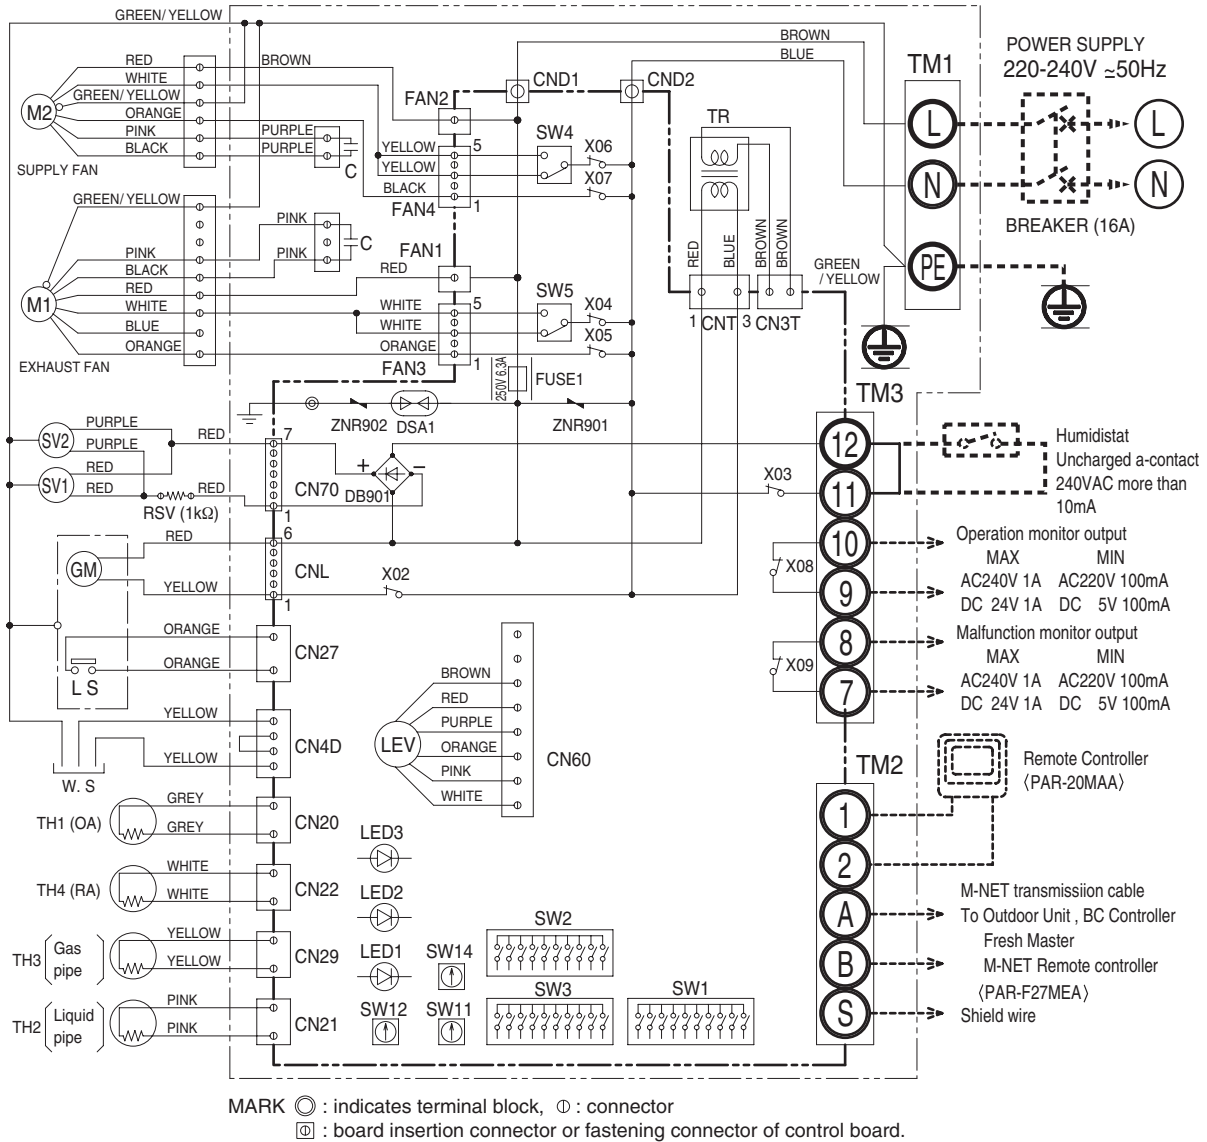 GREEN/YELLOW
RED
WHITE
GREEN/YELLOW
ORANGE
PINK
BLACK
M2
SUPPLY FAN
BROWN
PURPLE
PURPLE
C
FAN2
CND1
CND2
BROWN
BLUE
TM1
POWER SUPPLY
220-240V ≃50Hz
L
N
PE
L
N
BREAKER (16A)
YELLOW
YELLOW
BLACK
5
1
FAN4
SW4
X06
X07
TR
GREEN/YELLOW
PINK
BLACK
RED
WHITE
BLUE
ORANGE
M1
EXHAUST FAN
PINK
PINK
C
RED
FAN1
WHITE
WHITE
ORANGE
5
1
FAN3
SW5
X04
X05
RED
BLUE
BROWN
BROWN
1
CNT
3
CN3T
GREEN
/YELLOW
250V 6.3A
FUSE1
ZNR902
DSA1
ZNR901
TM3
SV2
SV1
PURPLE
PURPLE
RED
RED
RED
RED
RSV (1kΩ)
7
CN70
1
+
−
DB901
X03
12
11
10
9
8
7
Humidistat
Uncharged a-contact
240VAC more than
10mA
GM
RED
YELLOW
6
CNL
1
X02
X08
X09
Operation monitor output
MAX MIN
AC240V 1A AC220V 100mA
DC 24V 1A DC 5V 100mA
Malfunction monitor output
MAX MIN
AC240V 1A AC220V 100mA
DC 24V 1A DC 5V 100mA
L S
ORANGE
ORANGE
CN27
W. S
YELLOW
YELLOW
CN4D
LEV
BROWN
RED
PURPLE
ORANGE
PINK
WHITE
CN60
TM2
1
2
A
B
S
Remote Controller
〈PAR-20MAA〉
M-NET transmissiion cable
To Outdoor Unit , BC Controller
Fresh Master
M-NET Remote controller
〈PAR-F27MEA〉
Shield wire
TH1 (OA)
GREY
GREY
CN20
TH4 (RA)
WHITE
WHITE
CN22
TH3
Gas
pipe
YELLOW
YELLOW
CN29
TH2
Liquid
pipe
PINK
PINK
CN21
LED3
LED2
LED1
SW14
SW12
SW11
SW2
SW3
SW1
MARK ◎ : indicates terminal block, ⏀ : connector
: board insertion connector or fastening connector of control board.